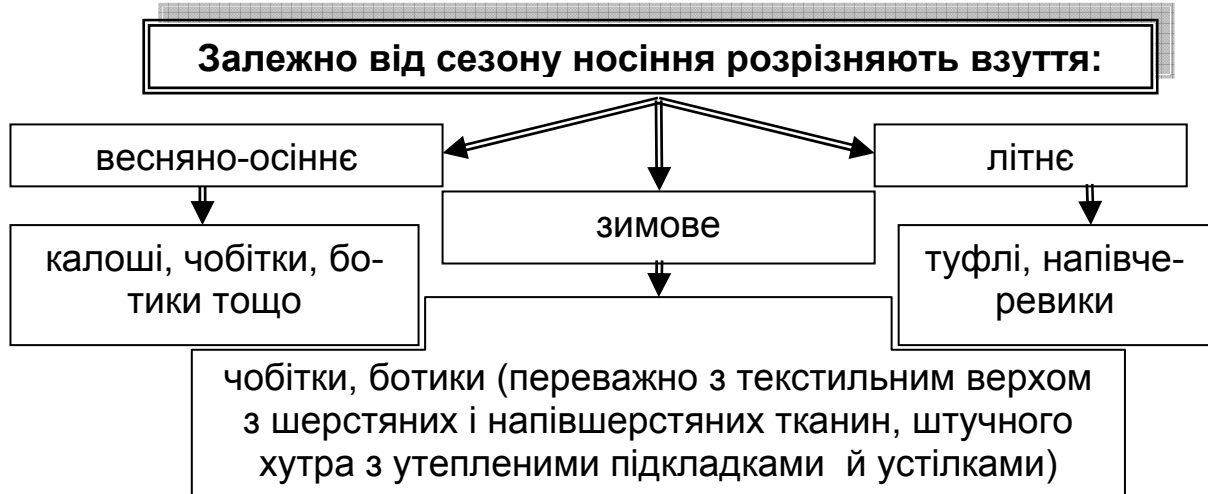 Залежно від сезону носіння розрізняють взуття:
весняно-осіннє
літнє
зимове
калоші, чобітки, бо-
тики тощо
туфлі, напівче-
ревики
чобітки, ботики (переважно з текстильним верхом
з шерстяних і напівшерстяних тканин, штучного
хутра з утепленими підкладками й устілками)